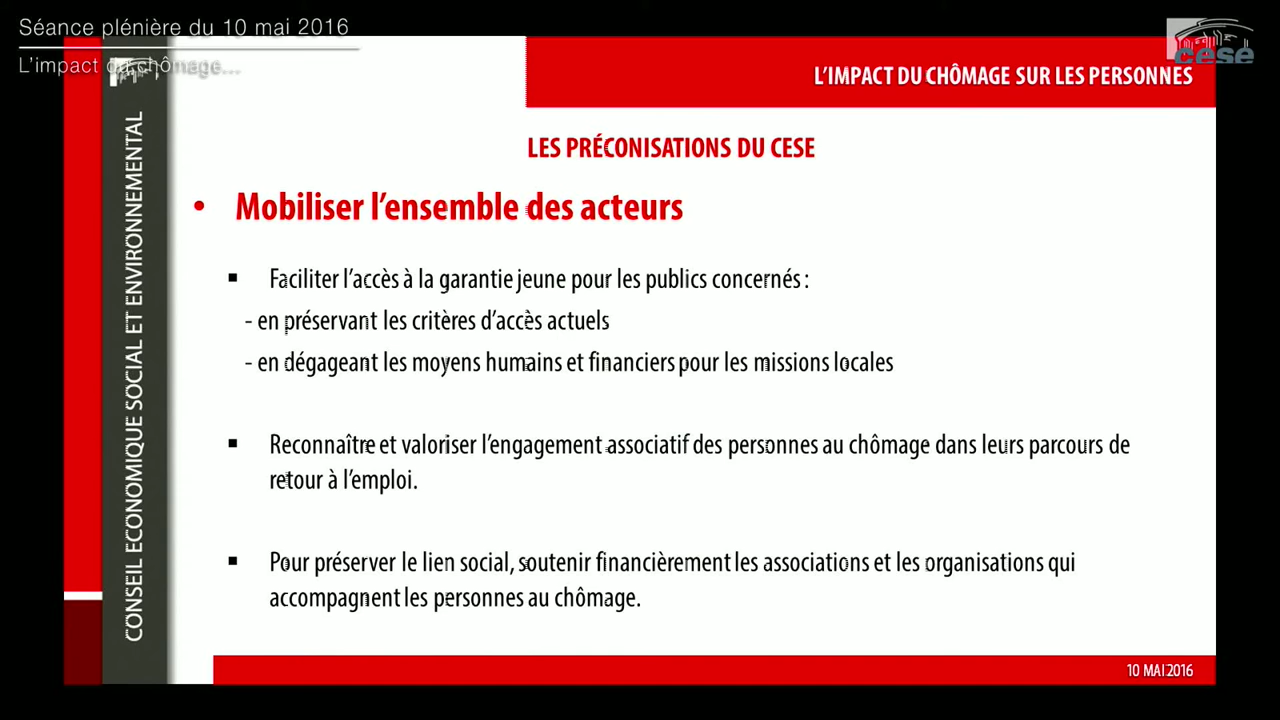 Séance plénière du 10 mai 2016
L'impact du chômage...
cese
L'IMPACT DU CHÔMAGE SUR LES PERSONNES
CONSEIL ECONOMIQUE SOCIAL ET ENVIRONNEMENTAL
LES PRÉCONISATIONS DU CESE
• Mobiliser l'ensemble des acteurs
▪ Faciliter l'accès à la garantie jeune pour les publics concernés :
- en préservant les critères d'accès actuels
- en dégageant les moyens humains et financiers pour les missions locales
▪ Reconnaître et valoriser l'engagement associatif des personnes au chômage dans leurs parcours de
retour à l'emploi.
▪ Pour préserver le lien social, soutenir financièrement les associations et les organisations qui
accompagnent les personnes au chômage.
10 MAI 2016